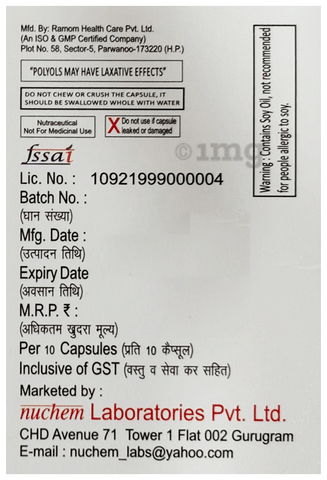 Mfd. By: Ramom Health Care Pvt. Ltd.
(An ISO & GMP Certified Company)
Plot No. 58, Sector-5, Parwanoo-173220 (H.P.)
"POLYOLS MAY HAVE LAXATIVE EFFECTS"
DO NOT CHEW OR CRUSH THE CAPSULE, IT
SHOULD BE SWALLOWED WHOLE WITH WATER
Nutraceutical
Not For Medicinal Use
X Do not use if capsule
leaked or damaged
Warning : Contains Soy Oil, not recommended
for people allergic to soy.
fssai
© 1mg
Lic. No. : 10921999000004
Batch No. :
(घान संख्या)
Mfg. Date :
(उत्पादन तिथि)
Expiry Date
(अवसान तिथि)
M.R.P. ₹ :
(अधिकतम खुदरा मूल्य)
Per 10 Capsules (प्रति 10 कैप्सूल)
Inclusive of GST (वस्तु व सेवा कर सहित)
Marketed by :
nuchem Laboratories Pvt. Ltd.
CHD Avenue 71 Tower 1 Flat 002 Gurugram
E-mail : nuchem_labs@yahoo.com